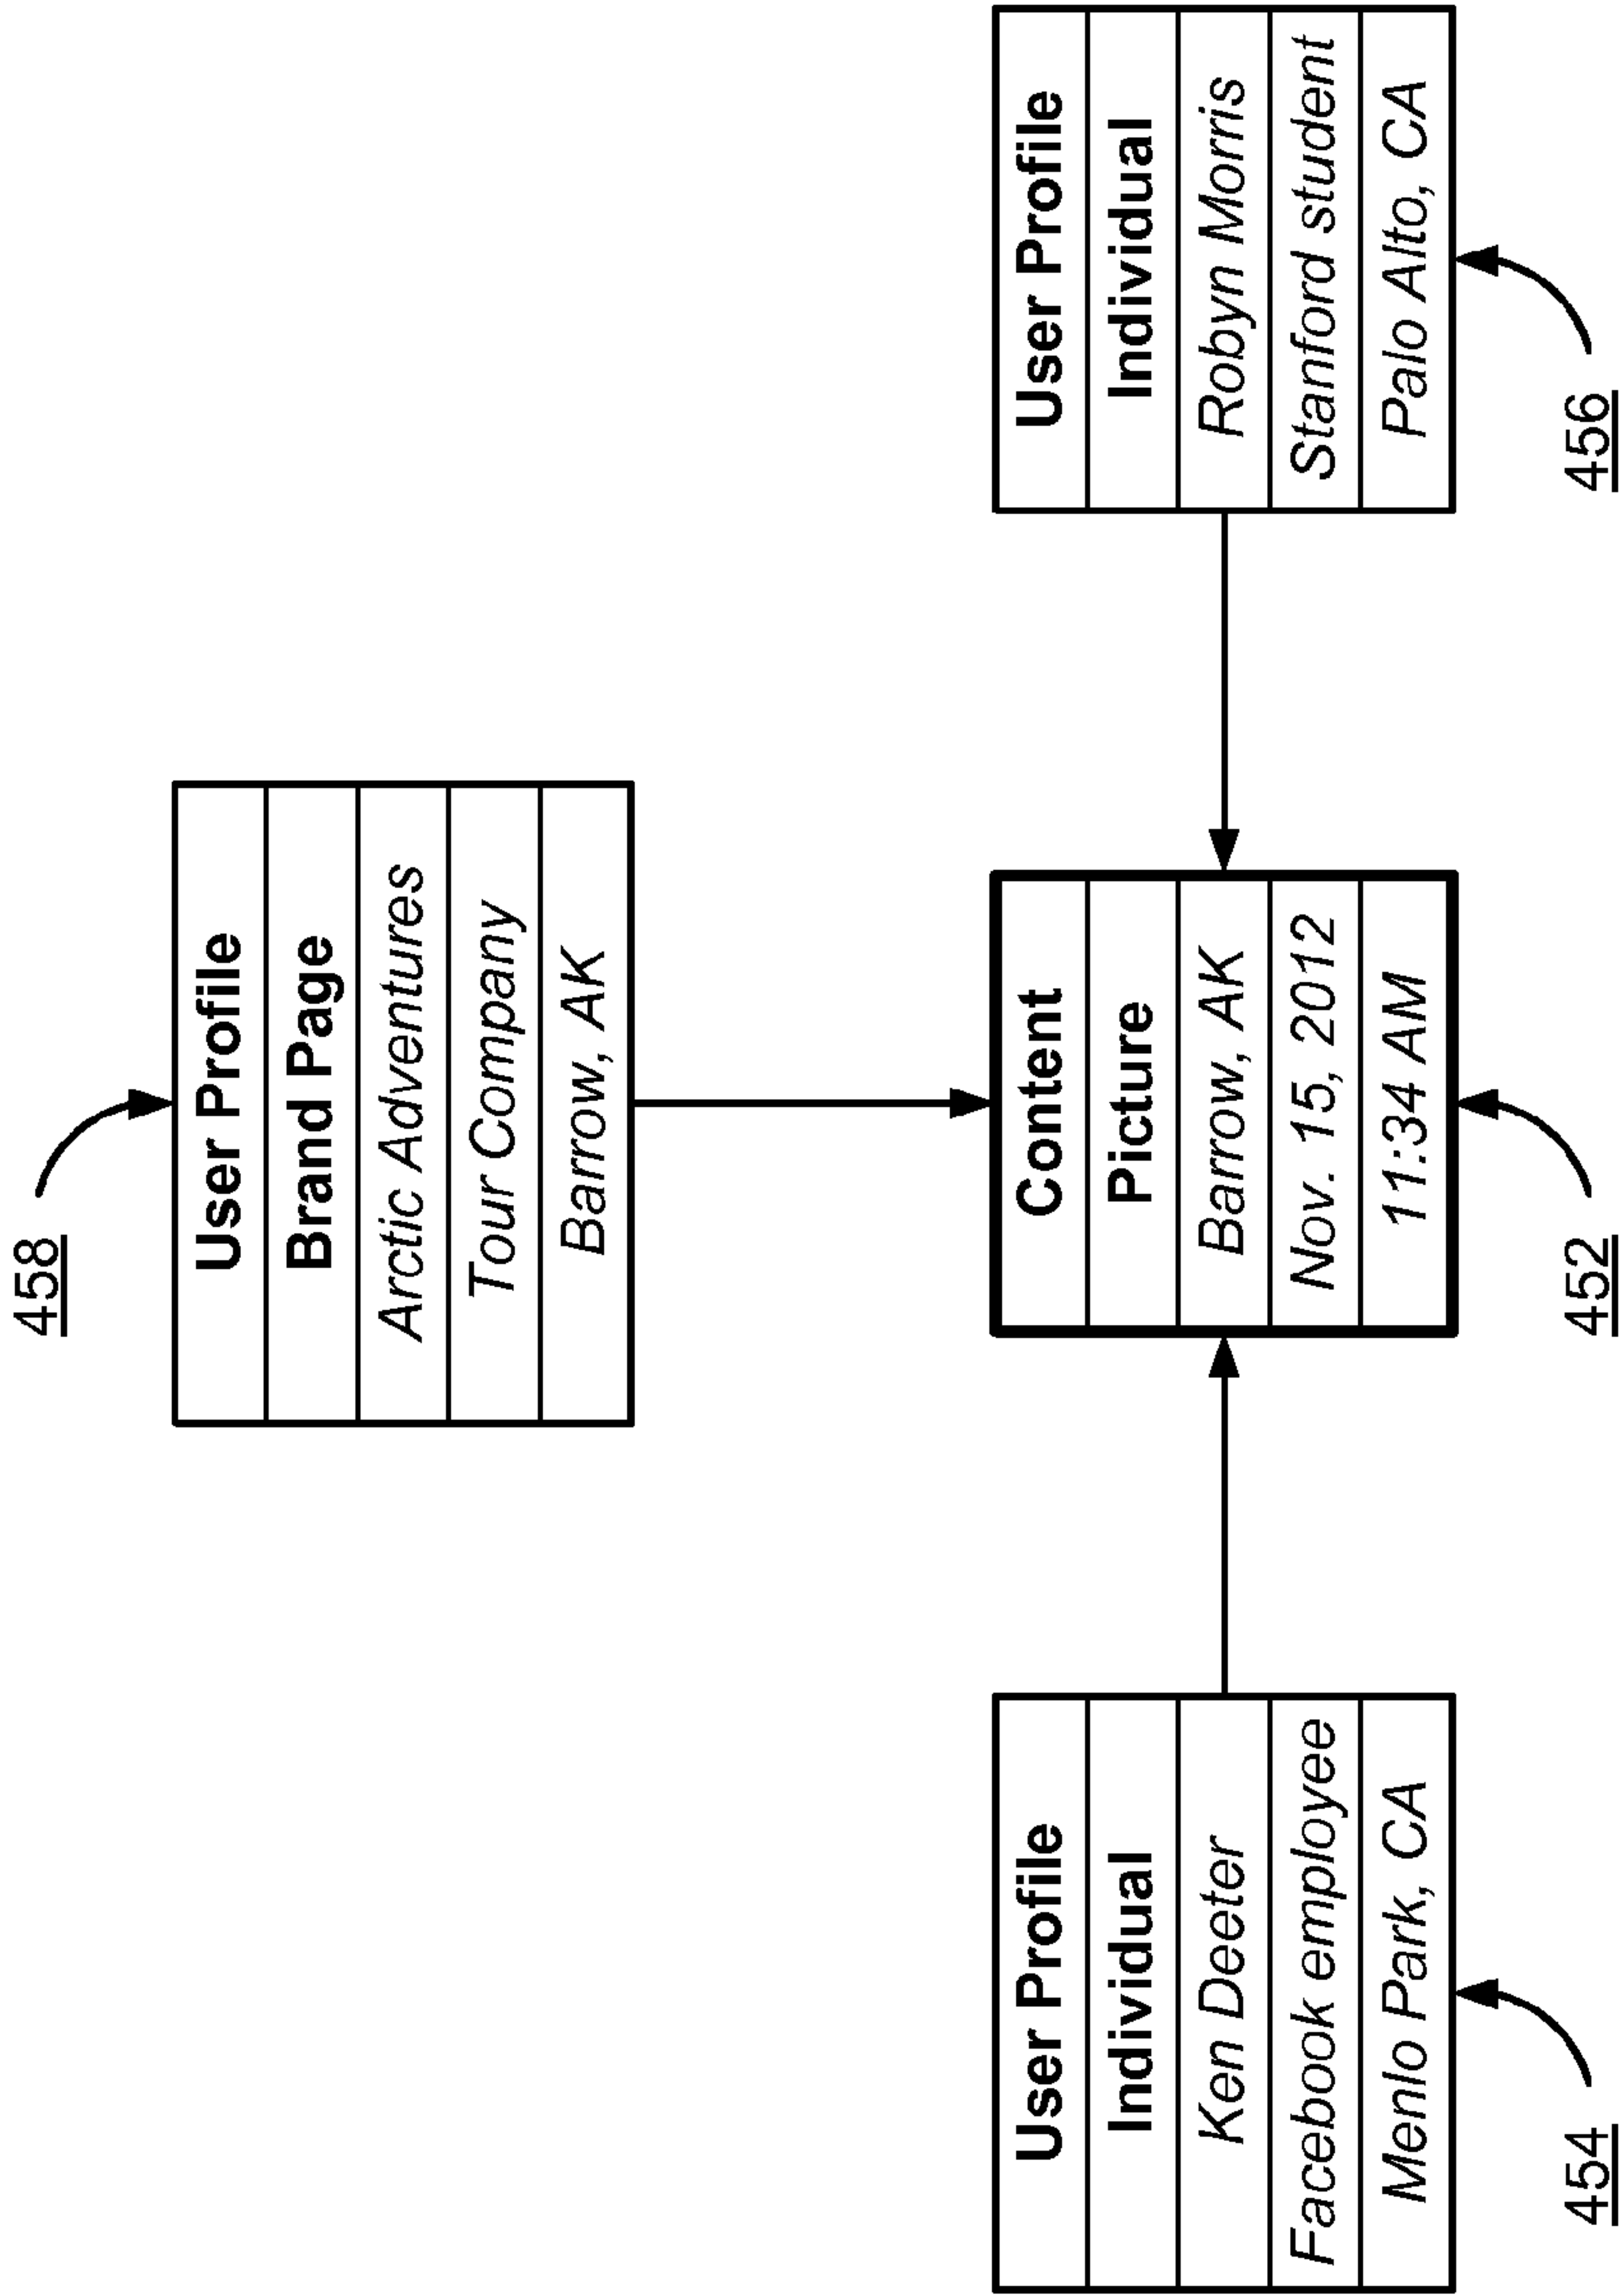 458
User Profile
Brand Page
Arctic Adventures
Tour Company
Barrow, AK
User Profile
Individual
Ken Deeter
Facebook employee
Menlo Park, CA
454
Content
Picture
Barrow, AK
Nov. 15, 2012
11:34 AM
452
User Profile
Individual
Robyn Morris
Stanford student
Palo Alto, CA
456